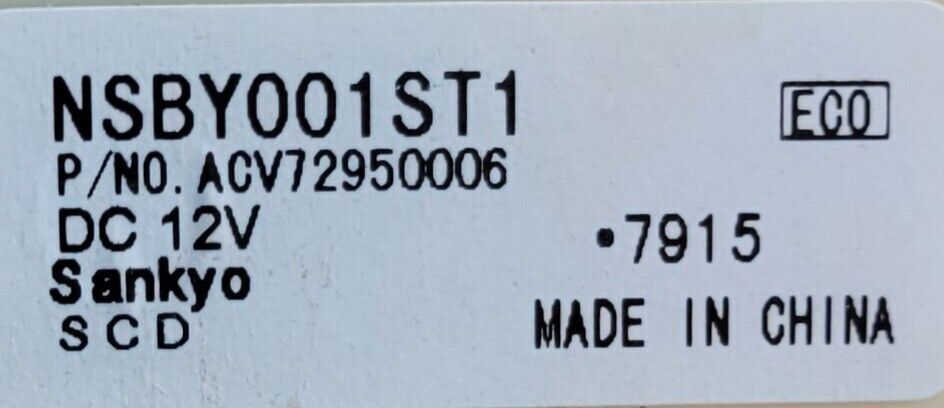 NSBY001ST1
ECO
P/NO. ACV72950006
DC 12V
•7915
Sankyo
SCD
MADE IN CHINA